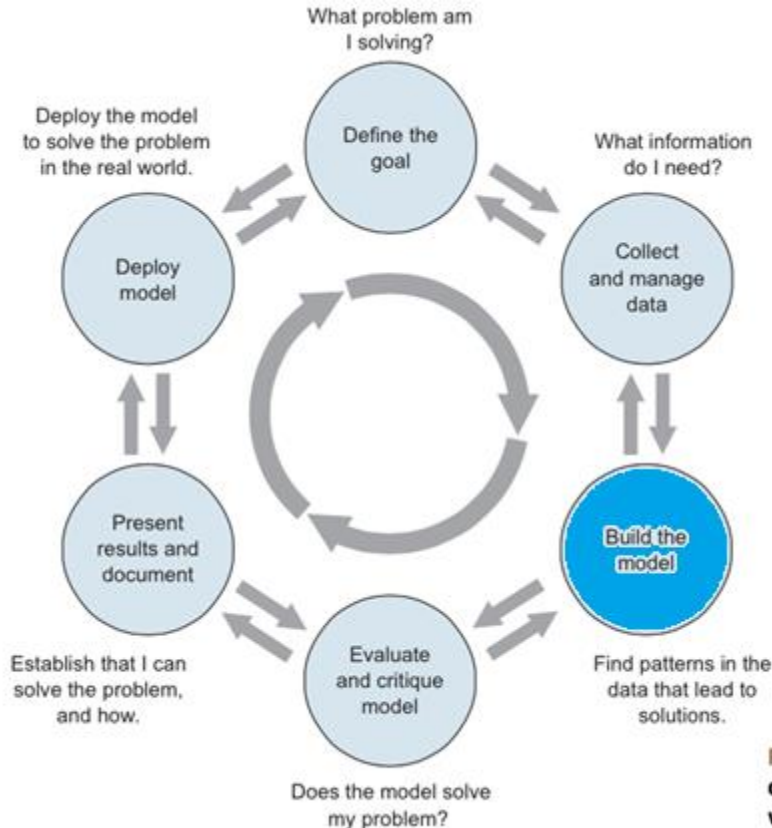 What problem am
I solving?
Define the
goal
What information
do I need?
Collect
and manage
data
Build the
model
Find patterns in the
data that lead to
solutions.
Evaluate
and critique
model
Does the model solve
my problem?
Present
results and
document
Establish that I can
solve the problem,
and how.
Deploy
model
Deploy the model
to solve the problem
in the real world.